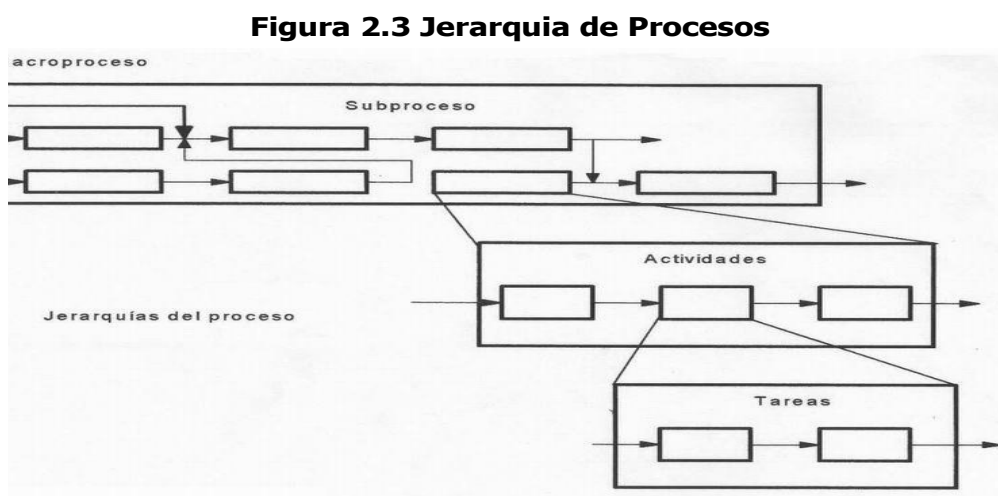 Figura 2.3 Jerarquia de Procesos
acroproceso
Subproceso
Actividades
Jerarquías del proceso
Tareas